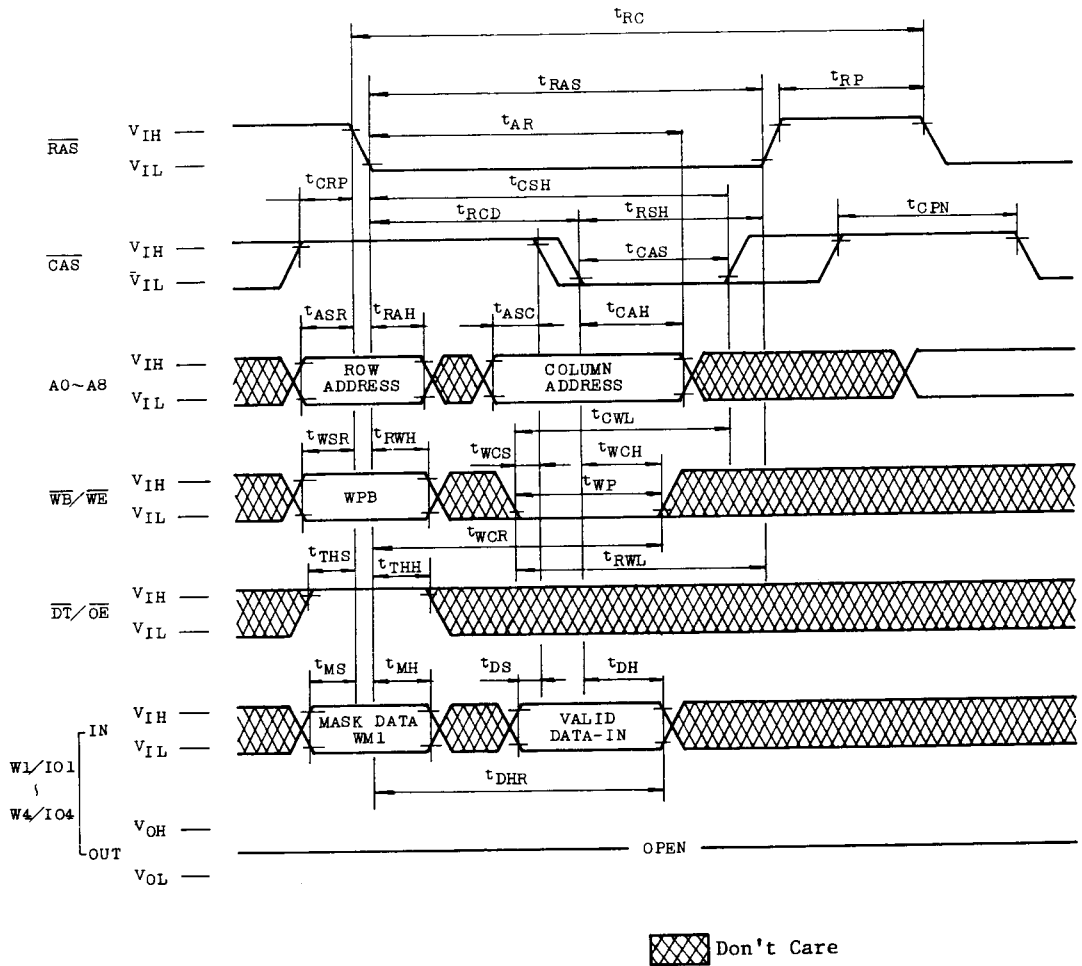 tRC
tRAS
tRP
tAR
RAS
VIH
VIL
tCRP
tCSH
tRCD
tRSH
tCPN
CAS
VIH
V̄IL
tCAS
tASR
tRAH
tASC
tCAH
A0~A8
VIH
VIL
ROW
ADDRESS
COLUMN
ADDRESS
tCWL
tWSR
tRWH
tWCS
tWCH
WB/WE
VIH
VIL
WPB
tWP
tWCR
tRWL
tTHS
tTHH
DT/OE
VIH
VIL
tMS
tMH
tDS
tDH
IN
VIH
VIL
MASK DATA
WM1
VALID
DATA-IN
W1/IO1
~
W4/IO4
tDHR
VOH
OUT
OPEN
VOL
Don't Care